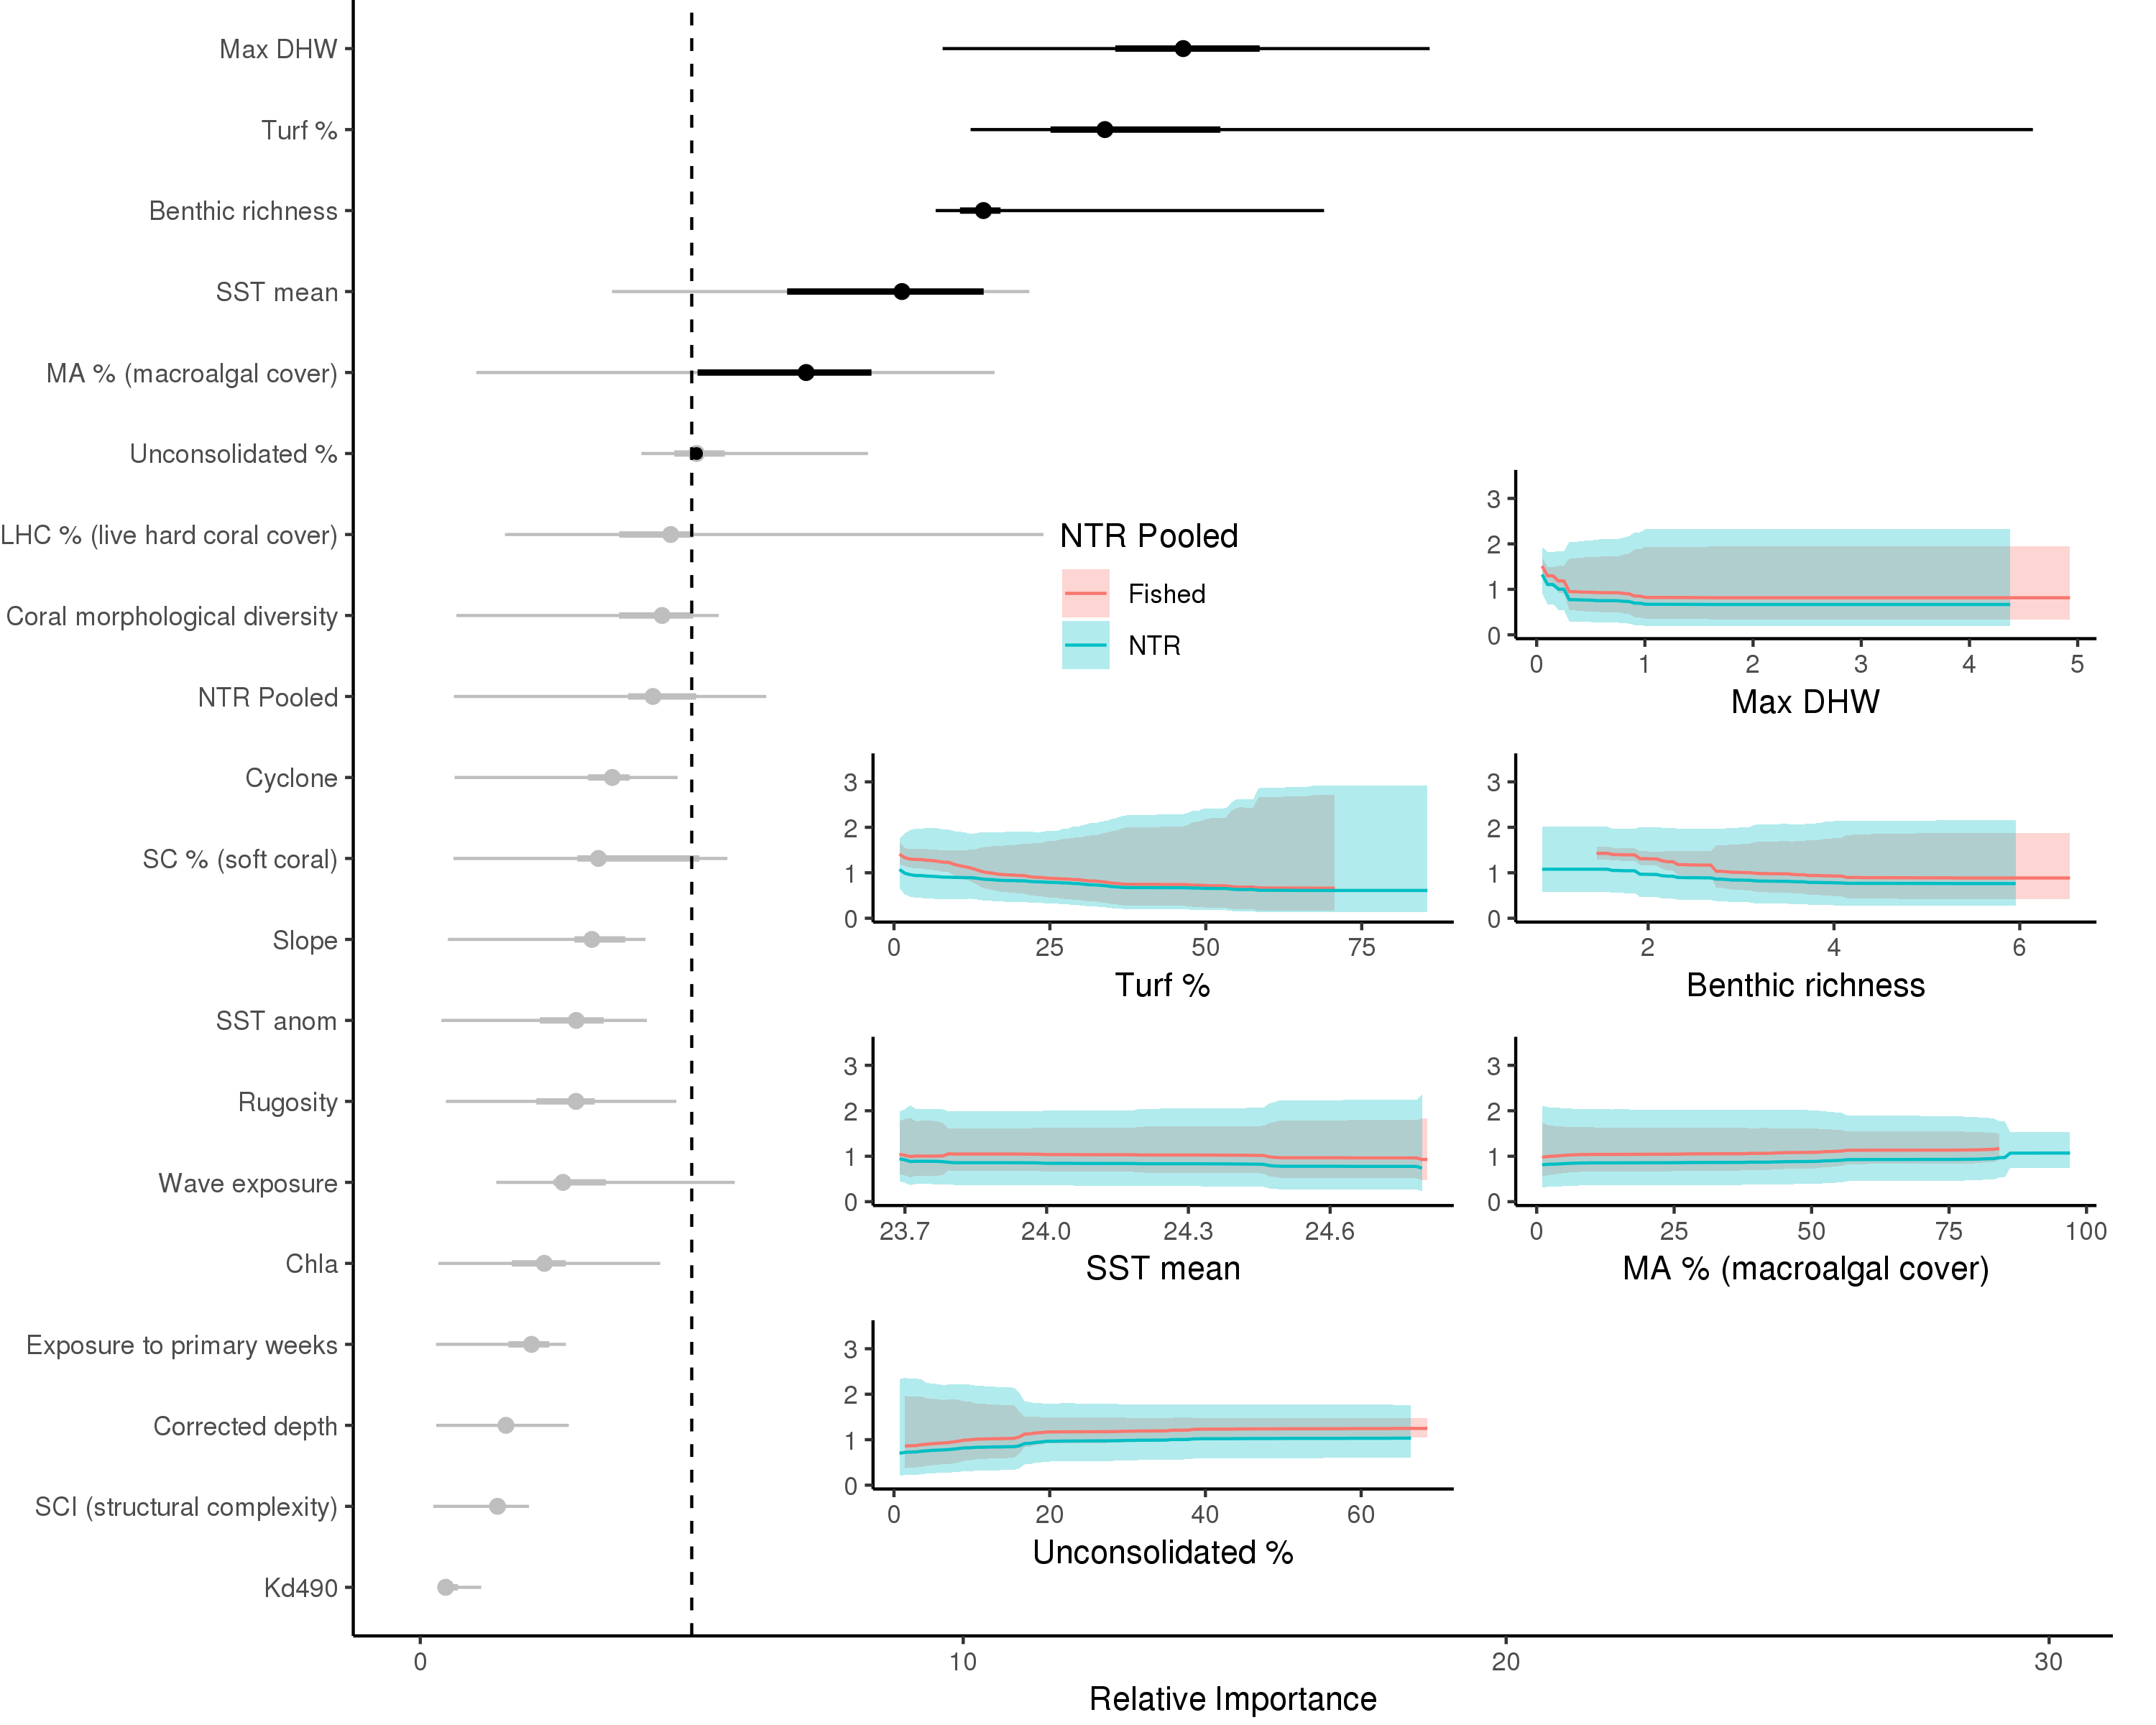 Max DHW
Turf %
Benthic richness
SST mean
MA % (macroalgal cover)
Unconsolidated %
LHC % (live hard coral cover)
Coral morphological diversity
NTR Pooled
Cyclone
SC % (soft coral)
Slope
SST anom
Rugosity
Wave exposure
Chla
Exposure to primary weeks
Corrected depth
SCI (structural complexity)
Kd490
0 10 20 30
Relative Importance
NTR Pooled
Fished
NTR
3
2
1
0
0 1 2 3 4 5
Max DHW
3
2
1
0
0 25 50 75
Turf %
3
2
1
0
2 4 6
Benthic richness
3
2
1
0
23.7 24.0 24.3 24.6
SST mean
3
2
1
0
0 25 50 75 100
MA % (macroalgal cover)
3
2
1
0
0 20 40 60
Unconsolidated %